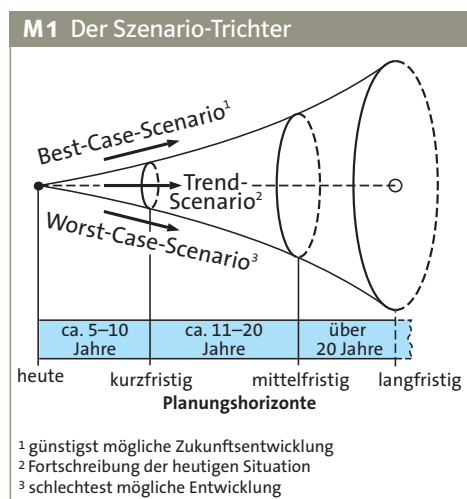 M1 Der Szenario-Trichter
Best-Case-Scenario¹
Trend-
Scenario²
Worst-Case-Scenario³
ca. 5–10
Jahre
ca. 11–20
Jahre
über
20 Jahre
heute
kurzfristig
mittelfristig
langfristig
Planungshorizonte
¹ günstigst mögliche Zukunftsentwicklung
² Fortschreibung der heutigen Situation
³ schlechtest mögliche Entwicklung